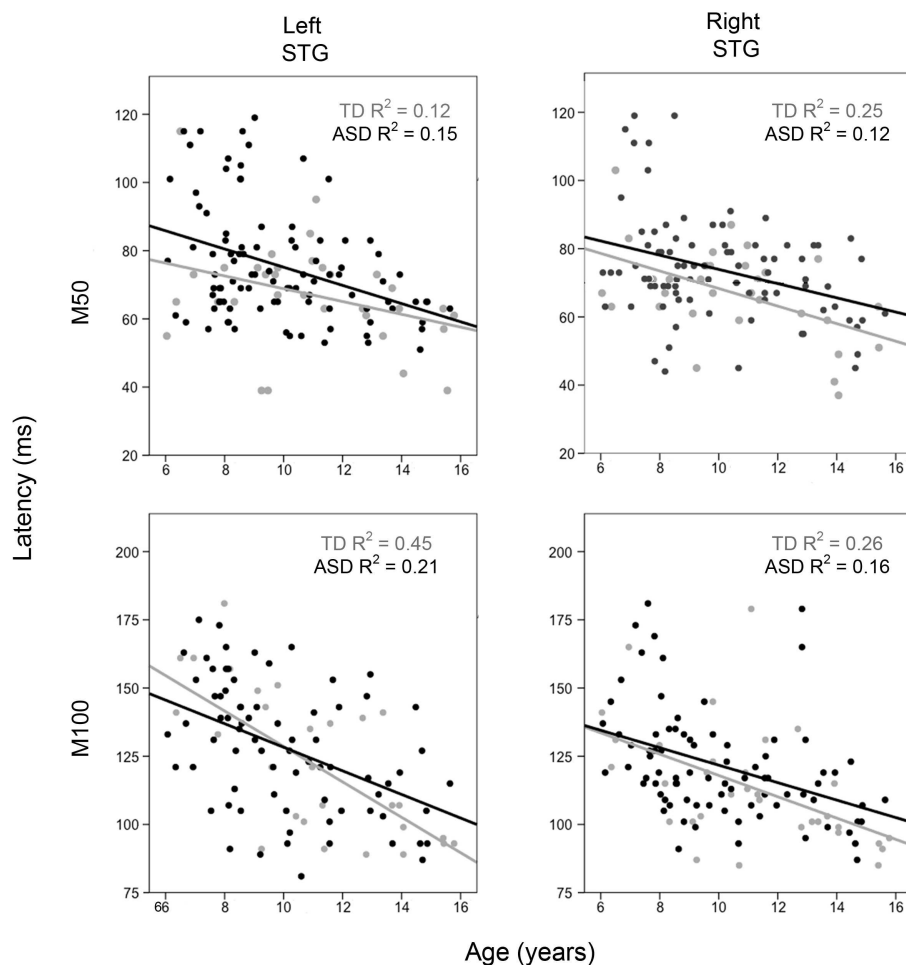 Left
STG
Right
STG
TD R² = 0.12
ASD R² = 0.15
TD R² = 0.25
ASD R² = 0.12
M50
120
100
80
60
40
20
6 8 10 12 14 16
120
100
80
60
40
20
6 8 10 12 14 16
Latency (ms)
TD R² = 0.45
ASD R² = 0.21
TD R² = 0.26
ASD R² = 0.16
M100
200
175
150
125
100
75
66 8 10 12 14 16
200
175
150
125
100
75
6 8 10 12 14 16
Age (years)